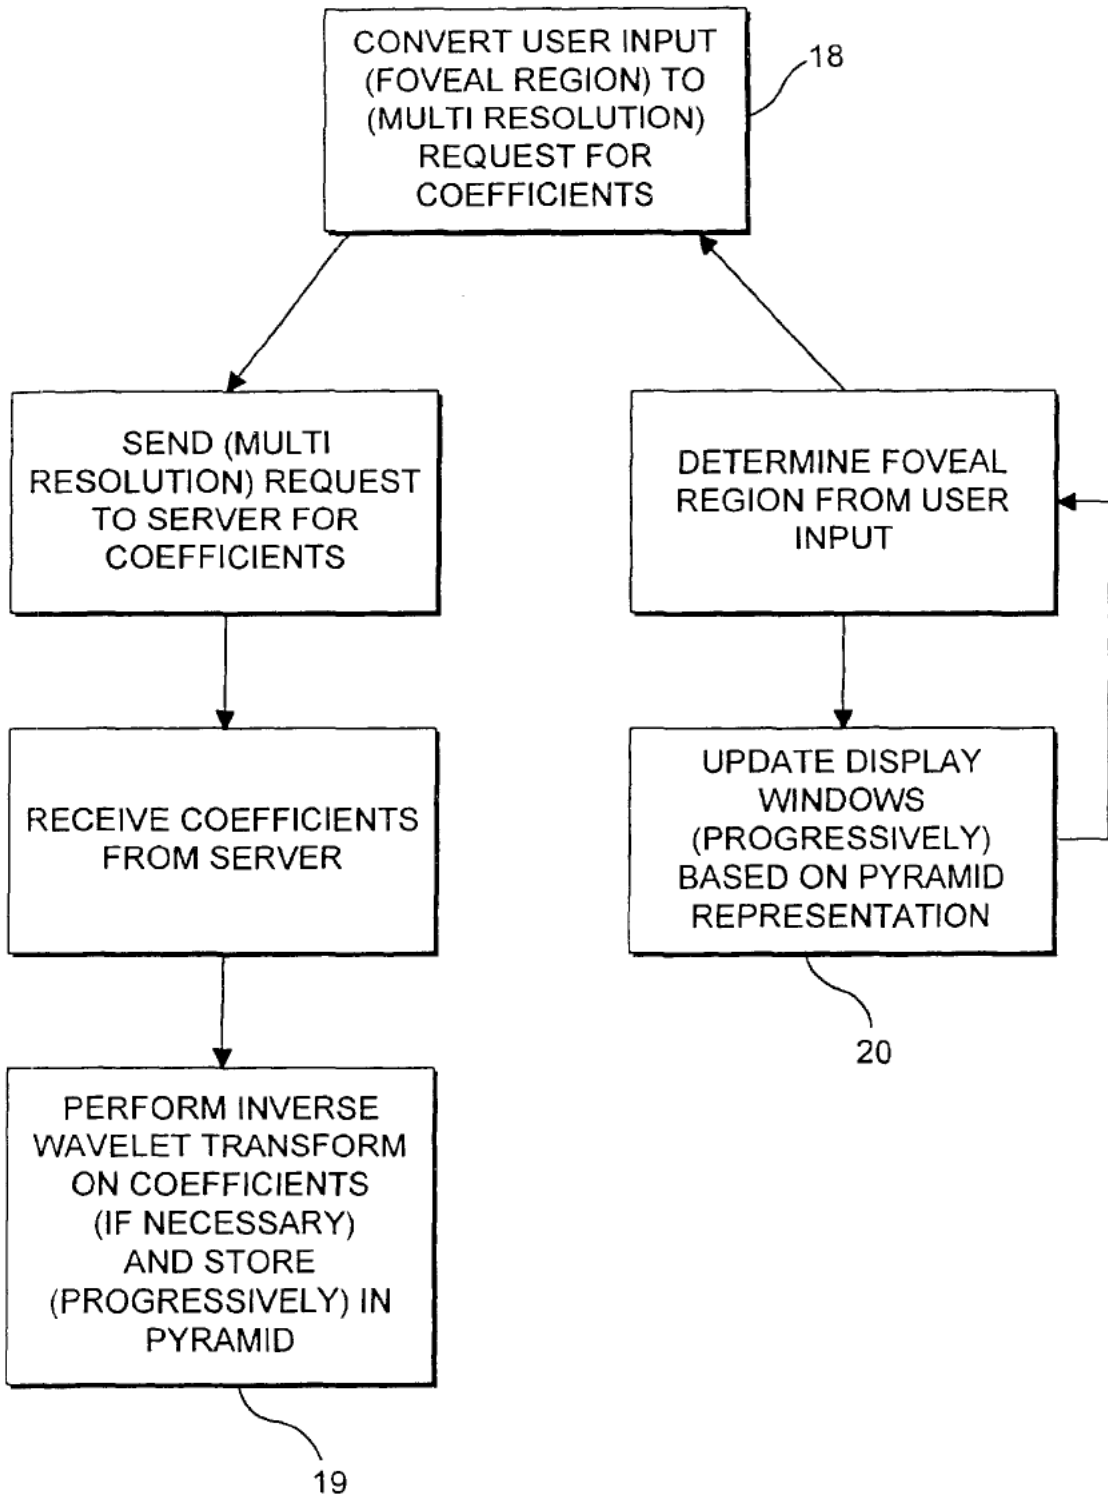 CONVERT USER INPUT
(FOVEAL REGION) TO
(MULTI RESOLUTION)
REQUEST FOR
COEFFICIENTS
18
SEND (MULTI
RESOLUTION) REQUEST
TO SERVER FOR
COEFFICIENTS
DETERMINE FOVEAL
REGION FROM USER
INPUT
RECEIVE COEFFICIENTS
FROM SERVER
UPDATE DISPLAY
WINDOWS
(PROGRESSIVELY)
BASED ON PYRAMID
REPRESENTATION
20
PERFORM INVERSE
WAVELET TRANSFORM
ON COEFFICIENTS
(IF NECESSARY)
AND STORE
(PROGRESSIVELY) IN
PYRAMID
19